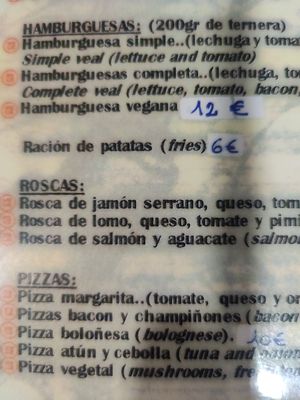 HAMBURGUESAS: (200gr de ternera)
Hamburguesa simple..(lechuga y toma
Simple veal (lettuce and tomato)
Hamburguesas completa..(lechuga, to
Complete veal (lettuce, tomato, bacon,
Hamburguesa vegana 12 €
Ración de patatas (fries) 6€
ROSCAS:
Rosca de jamón serrano, queso, tom
Rosca de lomo, queso, tomate y pimi
Rosca de salmón y aguacate (salmo
PIZZAS:
Pizza margarita..(tomate, queso y or
Pizzas bacon y champiñones (bacon
Pizza boloñesa (bolognese). 10€
Pizza atún y cebolla (tuna and
Pizza vegetal (mushrooms,